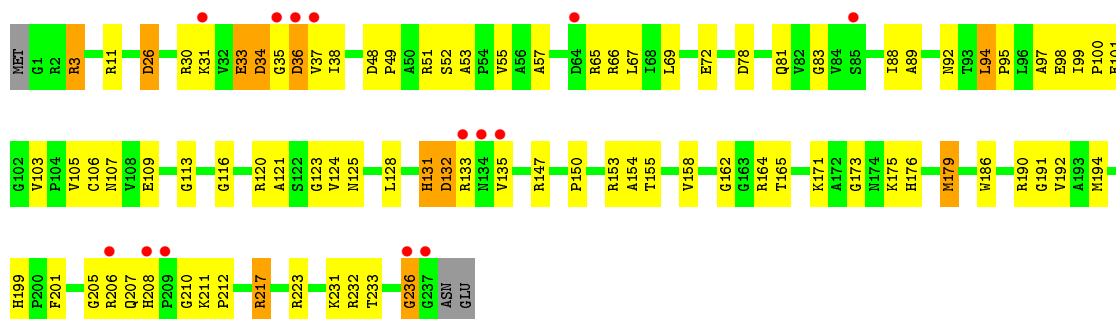 MET G1 R2 R3 R11 D26 R30 K31 V32 E33 D34 G35 D36 V37 I38 D48 P49 A50 R51 S52 A53 P54 V55 A56 A57 D64 R65 R66 L67 I68 L69 E72 D78 Q81 V82 G83 V84 S85 I88 A89 N92 T93 L94 P95 L96 A97 E98 I99 P100 E101
G102 V103 P104 V105 C106 N107 V108 E109 G113 G116 R120 A121 S122 G123 V124 N125 L128 H131 D132 R133 N134 V135 R147 P150 R153 A154 T155 V158 G162 G163 R164 T165 K171 A172 G173 N174 K175 H176 M179 W186 R190 G191 V192 A193 M194
H199 P200 F201 G205 R206 Q207 H208 P209 G210 K211 P212 R217 R223 K231 R232 T233 G236 G237 ASN GLU